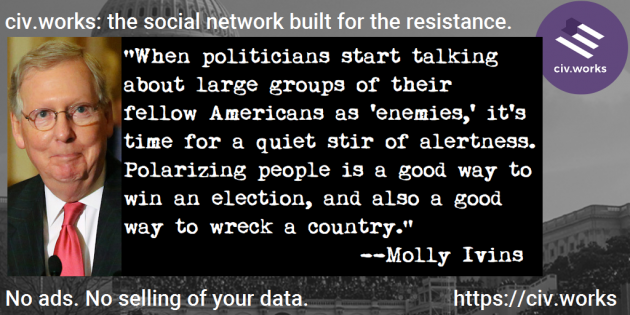 civ.works: the social network built for the resistance.
civ.works
"When politicians start talking
about large groups of their
fellow Americans as 'enemies,' it's
time for a quiet stir of alertness.
Polarizing people is a good way to
win an election, and also a good
way to wreck a country."
--Molly Ivins
No ads. No selling of your data.
https://civ.works